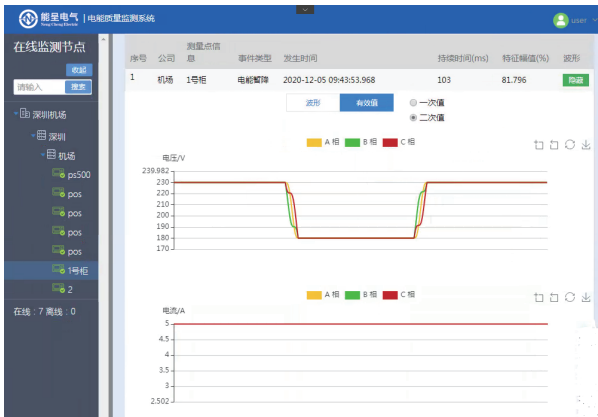 能呈电气 | 电能质量监测系统
user
在线监测节点
收起
请输入
搜索
深圳机场
深圳
机场
ps500
pos
pos
pos
pos
1号柜
2
在线：7 离线：0
序号 公司 测量点信息 事件类型 发生时间 持续时间(ms) 特征幅值(%) 波形
1 机场 1号柜 电能暂降 2020-12-05 09:43:53.968 103 81.796 隐藏
波形 有效值 一次值
二次值
A 相 B 相 C 相
电压/V
239.982
230
220
210
200
190
180
170
A 相 B 相 C 相
电流/A
5
4.5
4
3.5
3
2.502